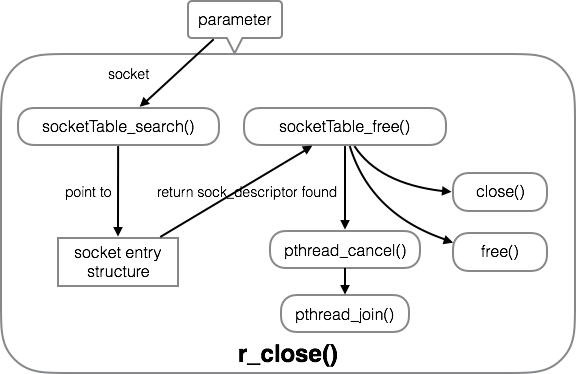 parameter
socket
socketTable_search()
socketTable_free()
point to
return sock_descriptor found
close()
socket entry
structure
pthread_cancel()
free()
pthread_join()
r_close()